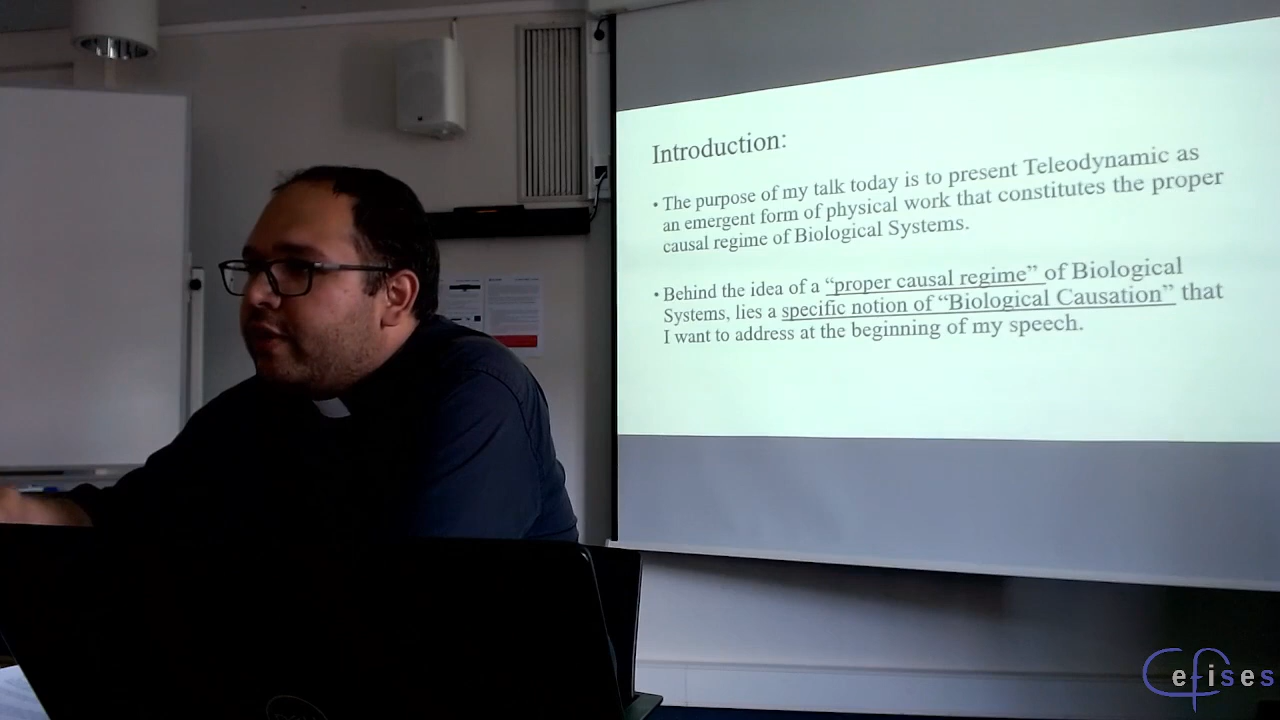 Introduction:
• The purpose of my talk today is to present Teleodynamic as
an emergent form of physical work that constitutes the proper
causal regime of Biological Systems.
• Behind the idea of a “proper causal regime” of Biological
Systems, lies a specific notion of “Biological Causation” that
I want to address at the beginning of my speech.
Cefises